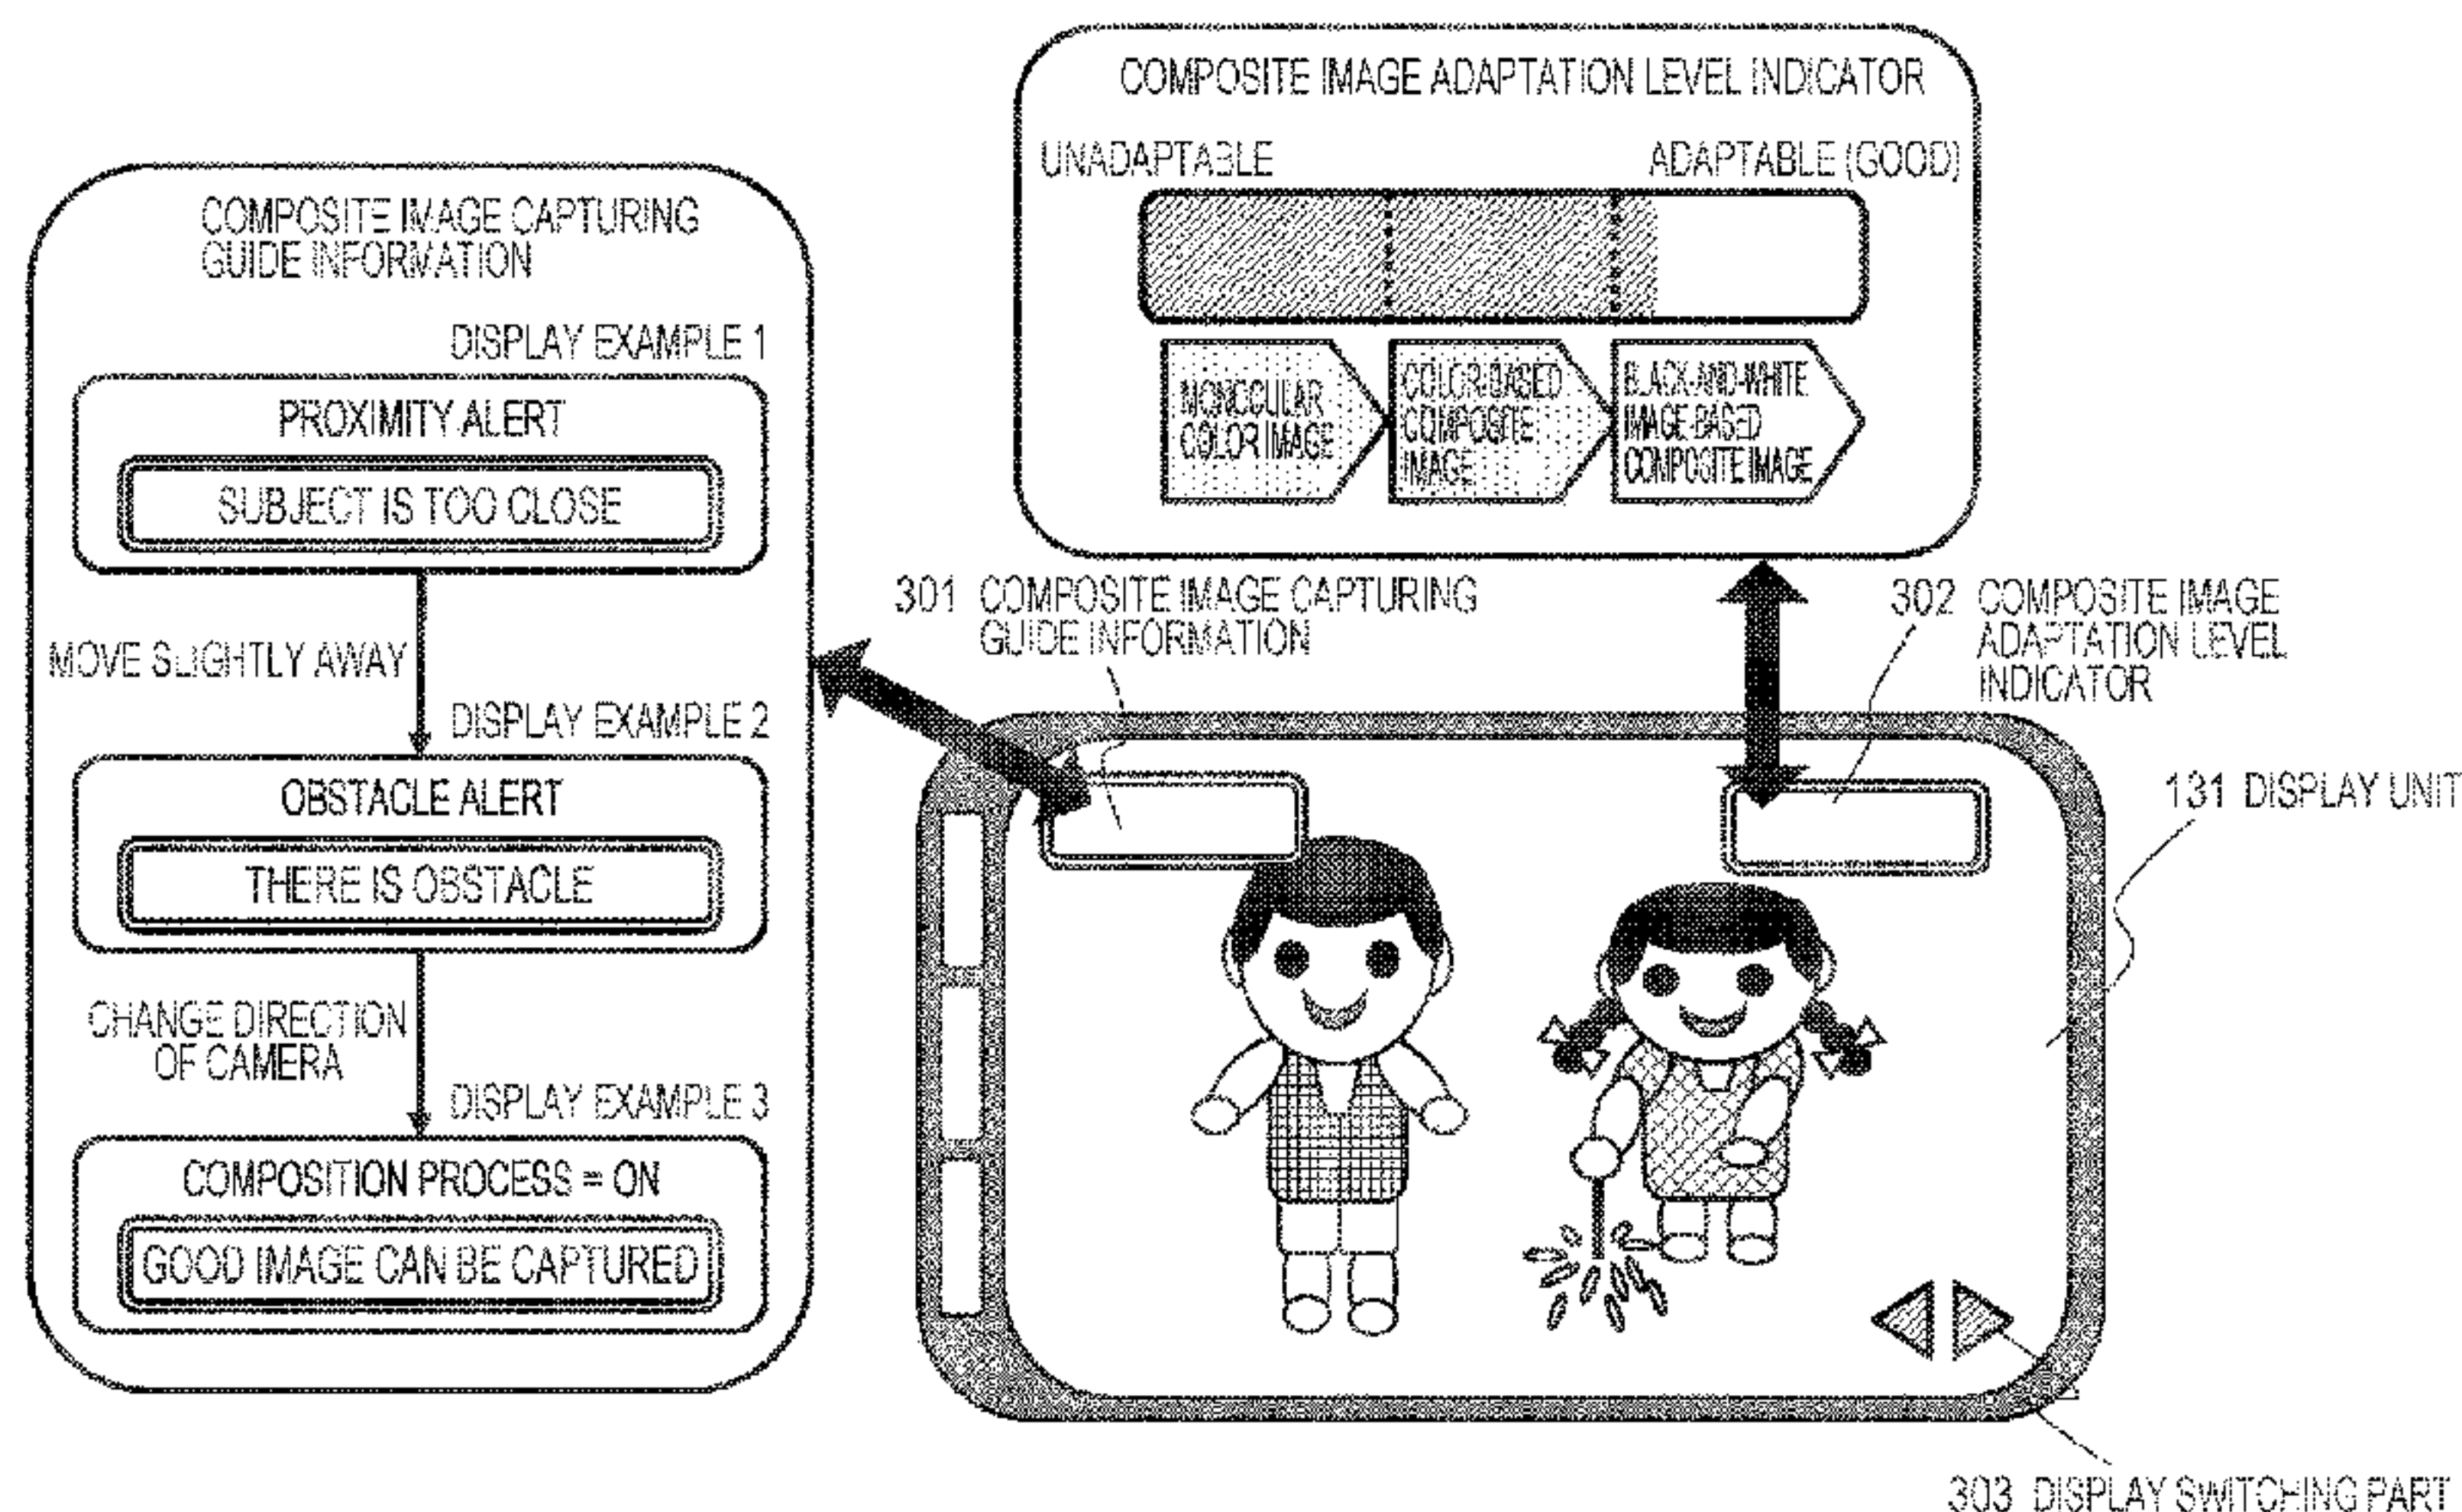 COMPOSITE IMAGE CAPTURING
GUIDE INFORMATION
DISPLAY EXAMPLE 1
PROXIMITY ALERT
SUBJECT IS TOO CLOSE
MOVE SLIGHTLY AWAY
DISPLAY EXAMPLE 2
OBSTACLE ALERT
THERE IS OBSTACLE
CHANGE DIRECTION
OF CAMERA
DISPLAY EXAMPLE 3
COMPOSITION PROCESS = ON
GOOD IMAGE CAN BE CAPTURED
COMPOSITE IMAGE ADAPTATION LEVEL INDICATOR
UNADAPTABLE
ADAPTABLE (GOOD)
MONOCULAR
COLOR IMAGE
COLOR-BASED
COMPOSITE
IMAGE
BLACK-AND-WHITE
IMAGE-BASED
COMPOSITE IMAGE
301 COMPOSITE IMAGE CAPTURING
GUIDE INFORMATION
302 COMPOSITE IMAGE
ADAPTATION LEVEL
INDICATOR
131 DISPLAY UNIT
303 DISPLAY SWITCHING PART